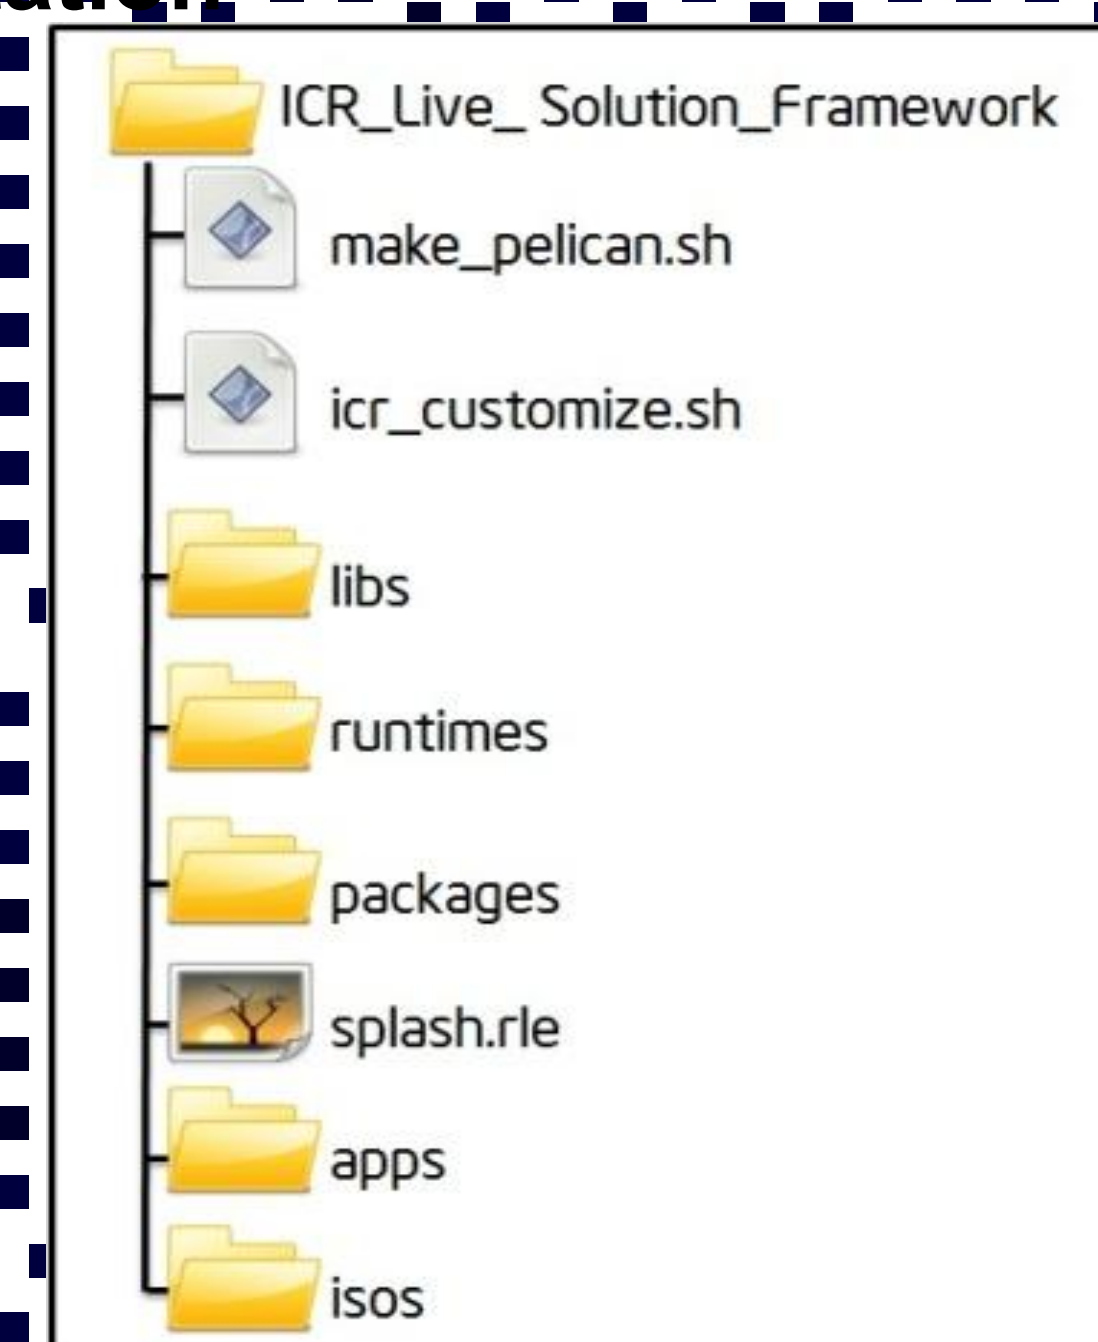 ICR_Live_ Solution_Framework
make_pelican.sh
icr_customize.sh
libs
runtimes
packages
splash.rle
apps
isos